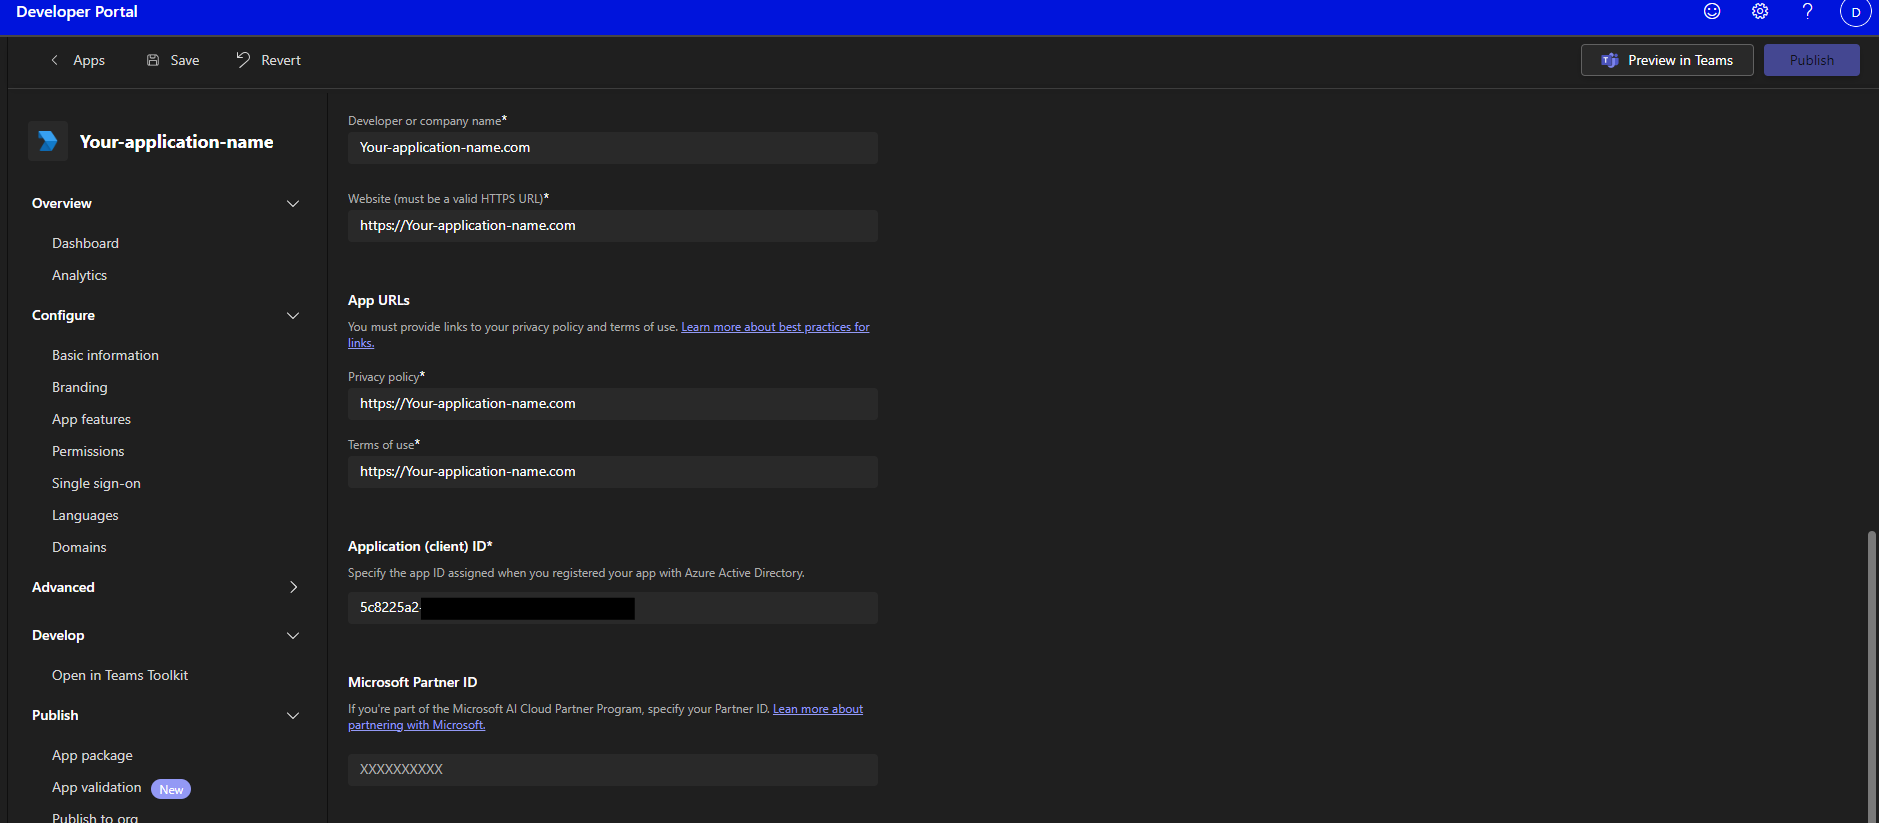 Developer Portal
D
Apps
Save
Revert
Preview in Teams
Publish
Your-application-name
Overview
Dashboard
Analytics
Configure
Basic information
Branding
App features
Permissions
Single sign-on
Languages
Domains
Advanced
Develop
Open in Teams Toolkit
Publish
App package
App validation New
Publish to org
Developer or company name*
Your-application-name.com
Website (must be a valid HTTPS URL)*
https://Your-application-name.com
App URLs
You must provide links to your privacy policy and terms of use. Learn more about best practices for
links.
Privacy policy*
https://Your-application-name.com
Terms of use*
https://Your-application-name.com
Application (client) ID*
Specify the app ID assigned when you registered your app with Azure Active Directory.
5c8225a2-
Microsoft Partner ID
If you're part of the Microsoft AI Cloud Partner Program, specify your Partner ID. Lean more about
partnering with Microsoft.
XXXXXXXXXX